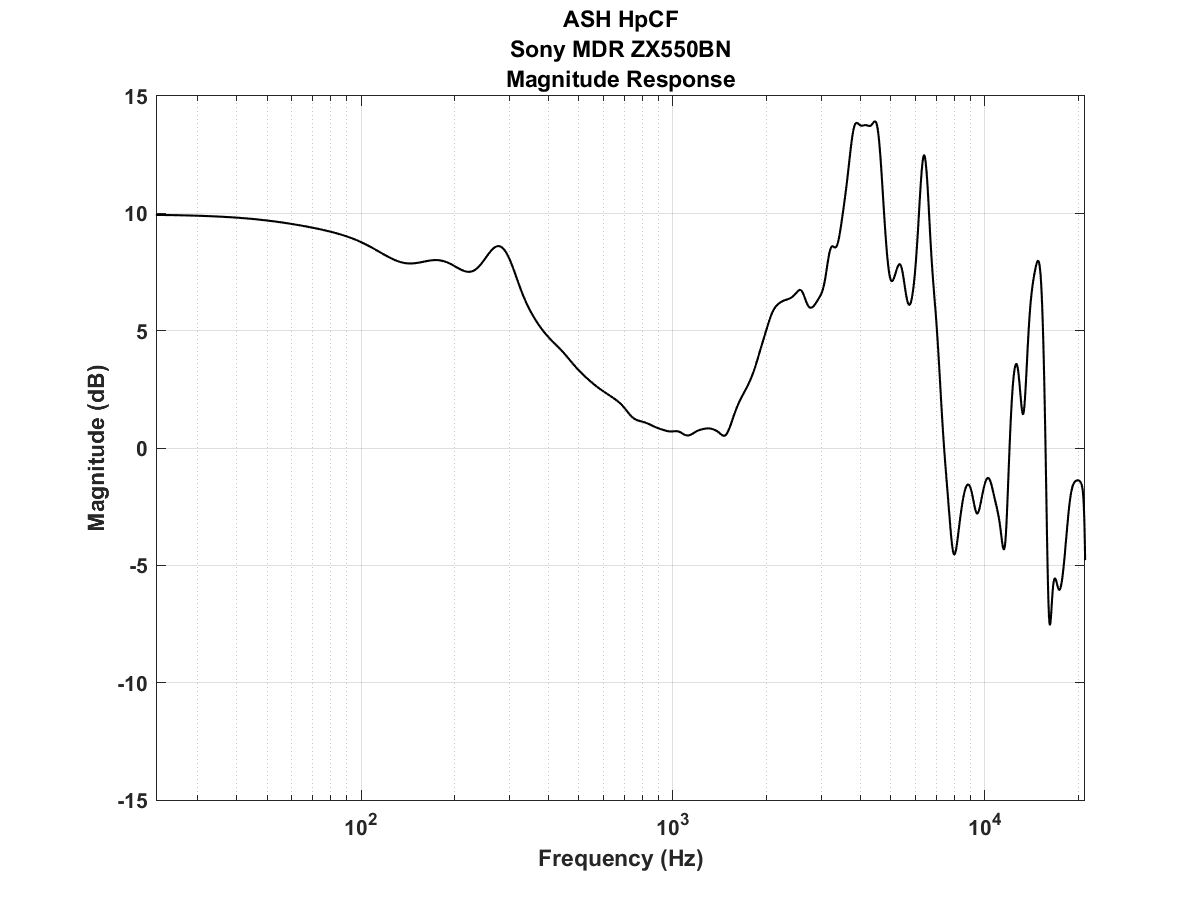 ASH HpCF
Sony MDR ZX550BN
Magnitude Response
15
10
5
0
-5
-10
-15
Magnitude (dB)
10²
10³
10⁴
Frequency (Hz)